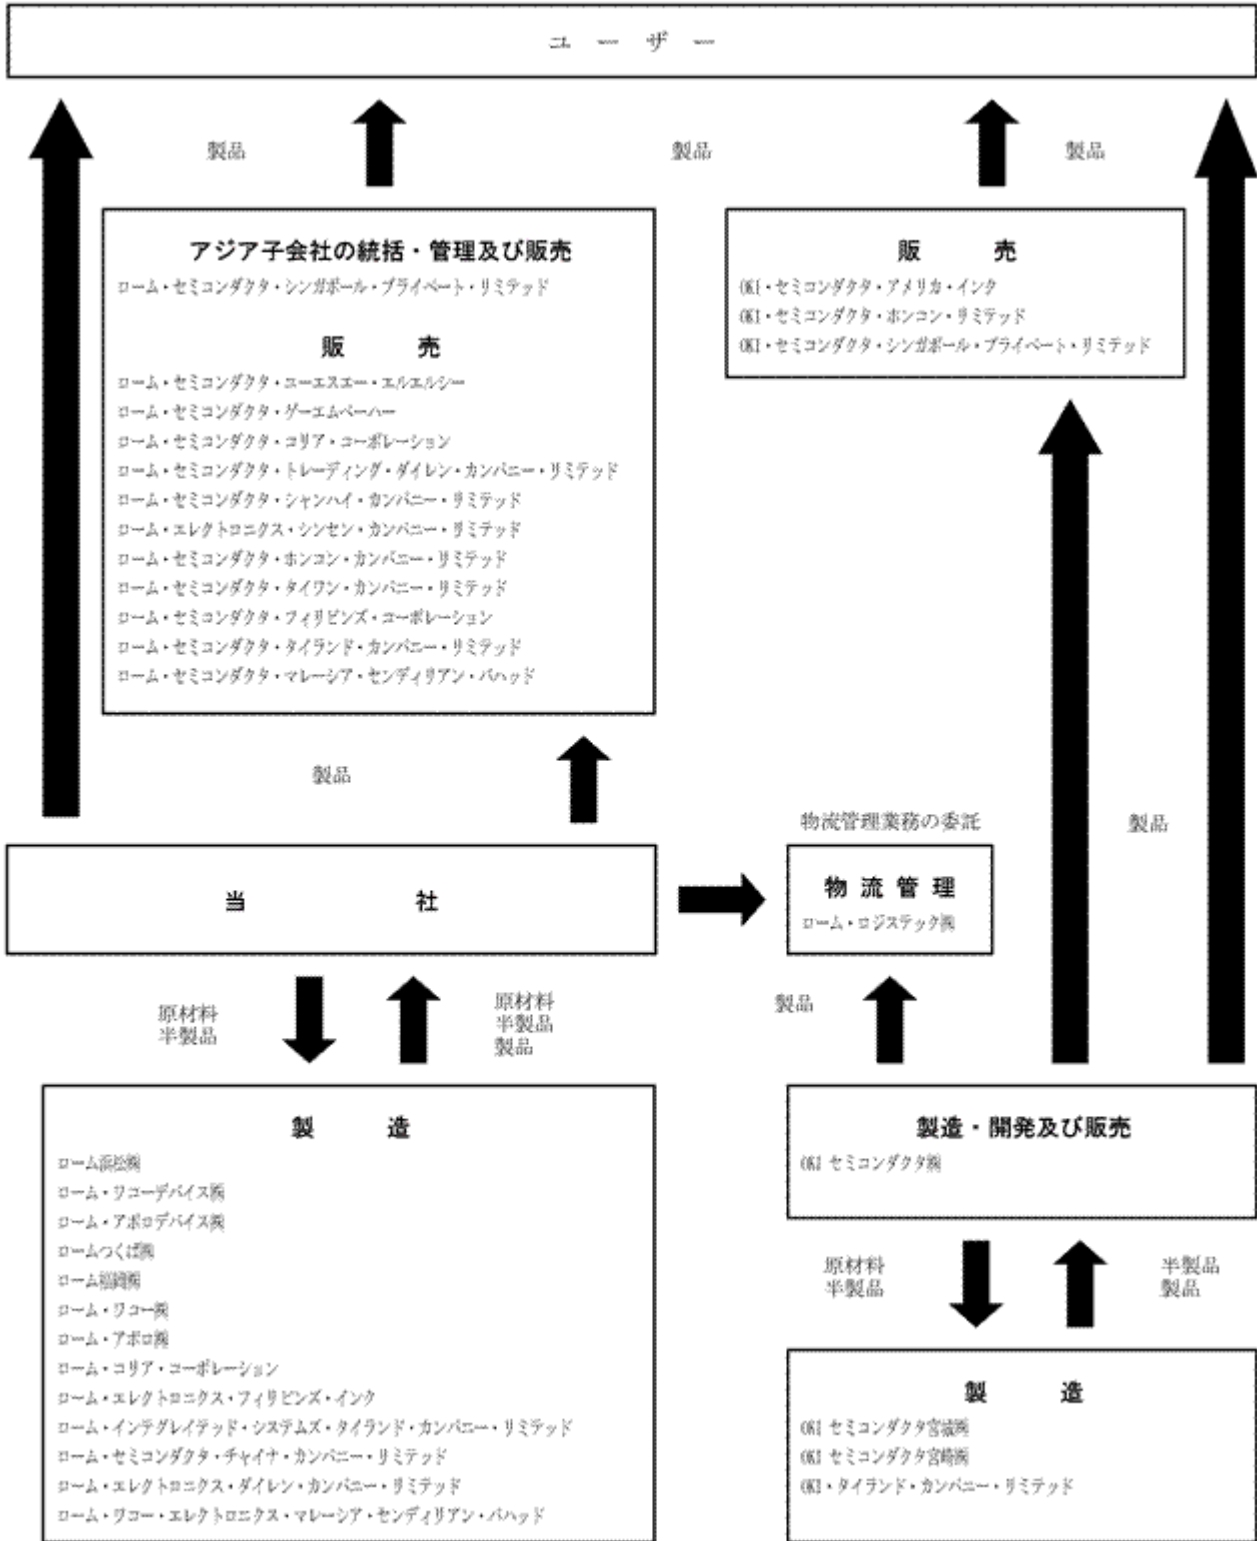 ユーザー
製品
製品
製品
アジア子会社の統括・管理及び販売
ローム・セミコンダクタ・シンガポール・プライベート・リミテッド
販売
ローム・セミコンダクタ・ユーエスエー・エルエルシー
ローム・セミコンダクタ・ゲーエムベーハー
ローム・セミコンダクタ・コリア・コーポレーション
ローム・セミコンダクタ・トレーディング・ダイレン・カンパニー・リミテッド
ローム・セミコンダクタ・シャンハイ・カンパニー・リミテッド
ローム・エレクトロニクス・シンセン・カンパニー・リミテッド
ローム・セミコンダクタ・ホンコン・カンパニー・リミテッド
ローム・セミコンダクタ・タイワン・カンパニー・リミテッド
ローム・セミコンダクタ・フィリピンズ・コーポレーション
ローム・セミコンダクタ・タイランド・カンパニー・リミテッド
ローム・セミコンダクタ・マレーシア・センディリアン・バハッド
販売
OKI・セミコンダクタ・アメリカ・インク
OKI・セミコンダクタ・ホンコン・リミテッド
OKI・セミコンダクタ・シンガポール・プライベート・リミテッド
製品
物流管理業務の委託
製品
当社
物流管理
ローム・ロジステック㈱
原材料
半製品
原材料
半製品
製品
製品
製造
ローム浜松㈱
ローム・ワコーデバイス㈱
ローム・アポロデバイス㈱
ロームつくば㈱
ローム福岡㈱
ローム・ワコー㈱
ローム・アポロ㈱
ローム・コリア・コーポレーション
ローム・エレクトロニクス・フィリピンズ・インク
ローム・インテグレイテッド・システムズ・タイランド・カンパニー・リミテッド
ローム・セミコンダクタ・チャイナ・カンパニー・リミテッド
ローム・エレクトロニクス・ダイレン・カンパニー・リミテッド
ローム・ワコー・エレクトロニクス・マレーシア・センディリアン・バハッド
製造・開発及び販売
OKI セミコンダクタ㈱
原材料
半製品
半製品
製品
製造
OKI セミコンダクタ宮城㈱
OKI セミコンダクタ宮崎㈱
OKI・タイランド・カンパニー・リミテッド